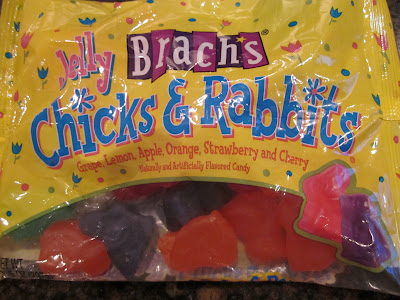 Brach's®
Jelly
Chicks & Rabbits
Grape, Lemon, Apple, Orange, Strawberry and Cherry
Naturally and Artificially Flavored Candy